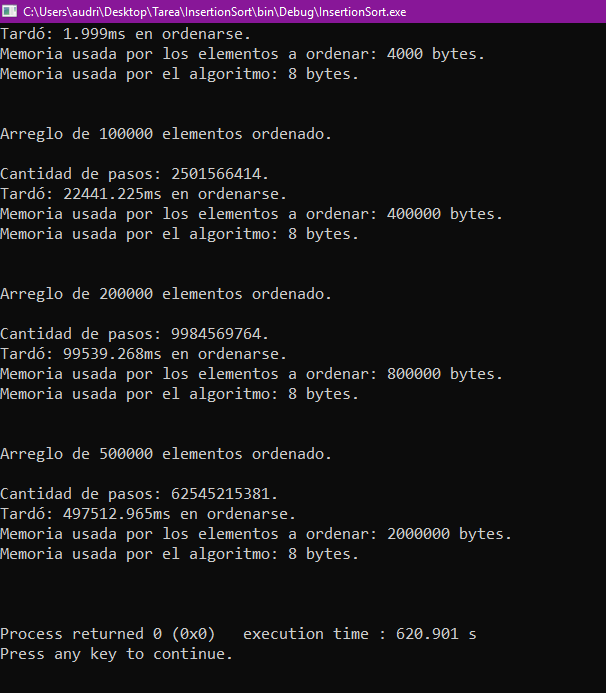 C:\Users\audri\Desktop\Tarea\InsertionSort\bin\Debug\InsertionSort.exe
Tardó: 1.999ms en ordenarse.
Memoria usada por los elementos a ordenar: 4000 bytes.
Memoria usada por el algoritmo: 8 bytes.
Arreglo de 100000 elementos ordenado.
Cantidad de pasos: 2501566414.
Tardó: 22441.225ms en ordenarse.
Memoria usada por los elementos a ordenar: 400000 bytes.
Memoria usada por el algoritmo: 8 bytes.
Arreglo de 200000 elementos ordenado.
Cantidad de pasos: 9984569764.
Tardó: 99539.268ms en ordenarse.
Memoria usada por los elementos a ordenar: 800000 bytes.
Memoria usada por el algoritmo: 8 bytes.
Arreglo de 500000 elementos ordenado.
Cantidad de pasos: 62545215381.
Tardó: 497512.965ms en ordenarse.
Memoria usada por los elementos a ordenar: 2000000 bytes.
Memoria usada por el algoritmo: 8 bytes.
Process returned 0 (0x0)   execution time : 620.901 s
Press any key to continue.